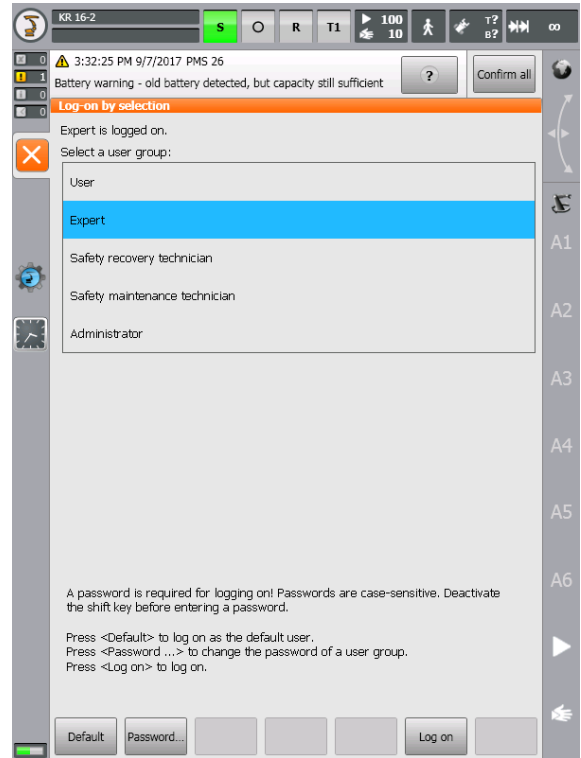 KR 16-2
S O R T1 100 10 T? B? ∞
0
1
0
0
3:32:25 PM 9/7/2017 PMS 26
Battery warning - old battery detected, but capacity still sufficient
?
Confirm all
Log-on by selection
Expert is logged on.
Select a user group:
User
Expert
Safety recovery technician
Safety maintenance technician
Administrator
A1
A2
A3
A4
A5
A6
A password is required for logging on! Passwords are case-sensitive. Deactivate
the shift key before entering a password.
Press <Default> to log on as the default user.
Press <Password ...> to change the password of a user group.
Press <Log on> to log on.
Default
Password...
Log on